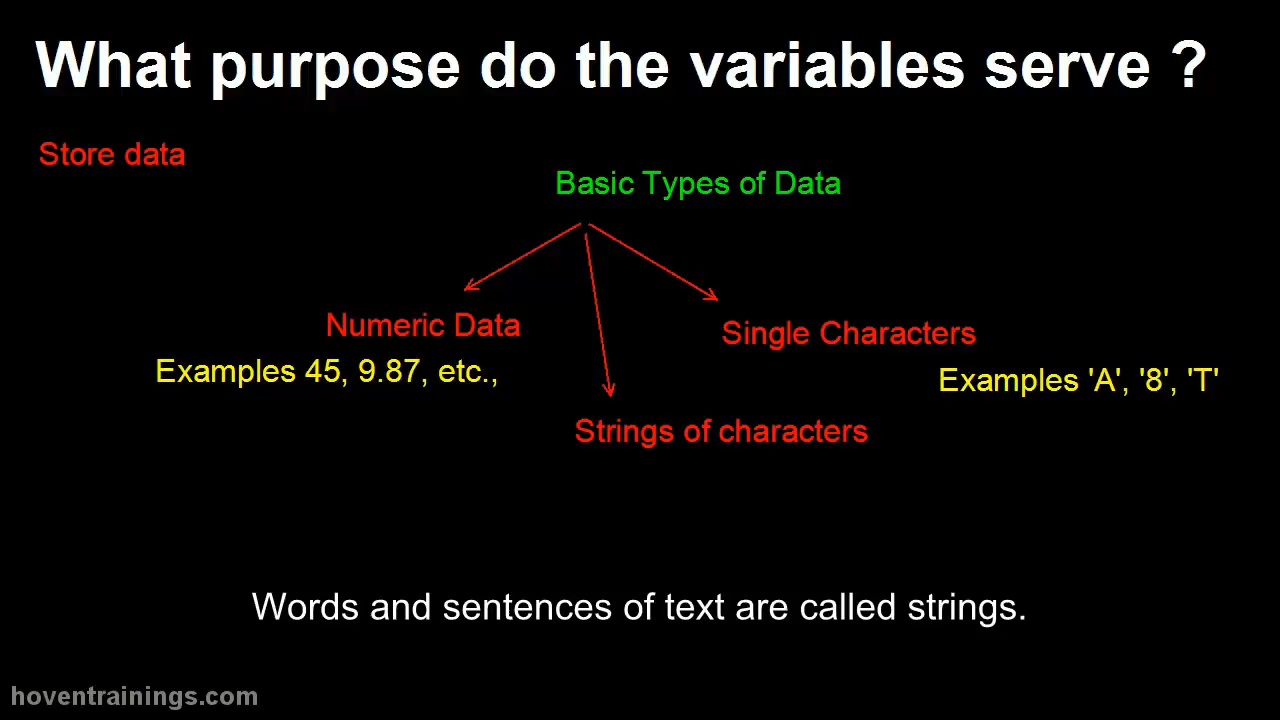 What purpose do the variables serve ?
Store data
Basic Types of Data
Numeric Data
Single Characters
Examples 45, 9.87, etc.,
Examples 'A', '8', 'T'
Strings of characters
Words and sentences of text are called strings.
hoventrainings.com